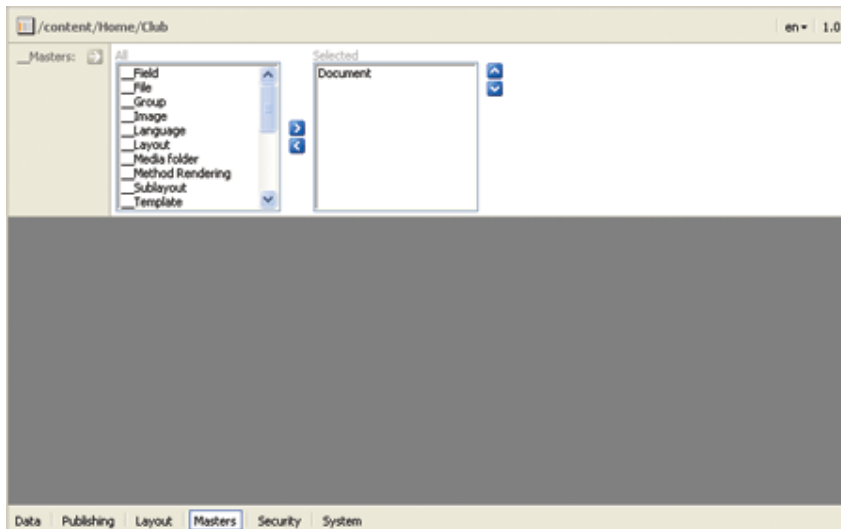 /content/Home/Club
en 1.0
__Masters: All Selected
__Field
__File
__Group
__Image
__Language
__Layout
__Media folder
__Method Rendering
__Sublayout
__Template
Document
Data Publishing Layout Masters Security System